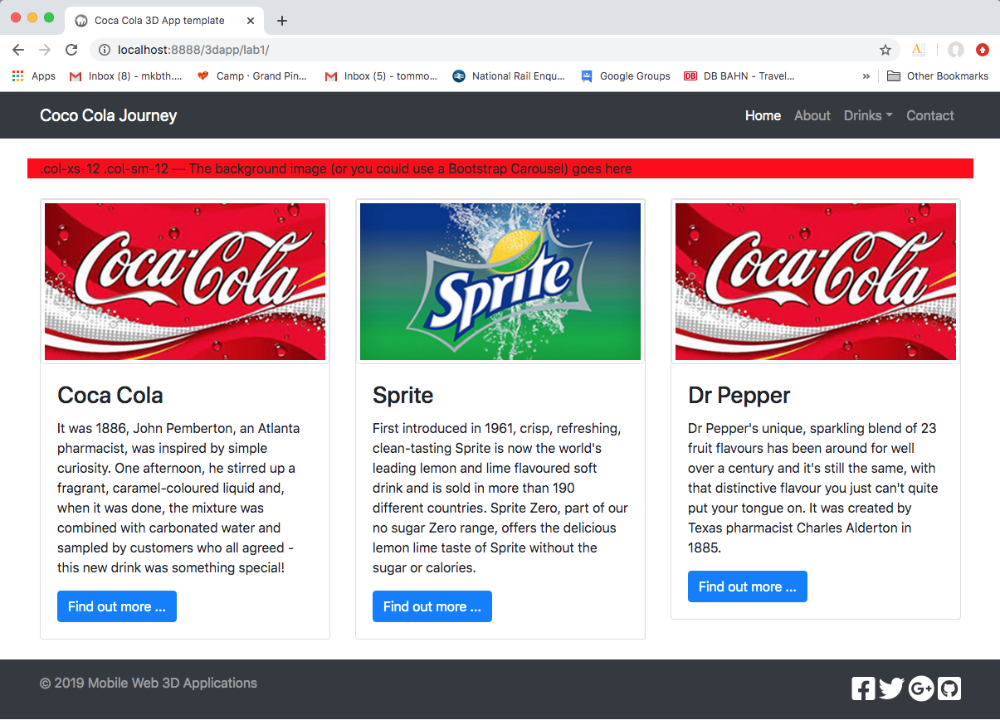 Coca Cola 3D App template
localhost:8888/3dapp/lab1/
Apps
Inbox (8) - mkbth....
Camp · Grand Pin...
Inbox (5) - tommo...
National Rail Enqu...
Google Groups
DB
DB BAHN - Travel...
»
Other Bookmarks
Coco Cola Journey
Home About Drinks Contact
.col-xs-12 .col-sm-12 — The background image (or you could use a Bootstrap Carousel) goes here
Coca-Cola
Coca Cola
It was 1886, John Pemberton, an Atlanta
pharmacist, was inspired by simple
curiosity. One afternoon, he stirred up a
fragrant, caramel-coloured liquid and,
when it was done, the mixture was
combined with carbonated water and
sampled by customers who all agreed -
this new drink was something special!
Find out more ...
Sprite
Sprite
First introduced in 1961, crisp, refreshing,
clean-tasting Sprite is now the world's
leading lemon and lime flavoured soft
drink and is sold in more than 190
different countries. Sprite Zero, part of our
no sugar Zero range, offers the delicious
lemon lime taste of Sprite without the
sugar or calories.
Find out more ...
Coca-Cola
Dr Pepper
Dr Pepper's unique, sparkling blend of 23
fruit flavours has been around for well
over a century and it's still the same, with
that distinctive flavour you just can't quite
put your tongue on. It was created by
Texas pharmacist Charles Alderton in
1885.
Find out more ...
© 2019 Mobile Web 3D Applications